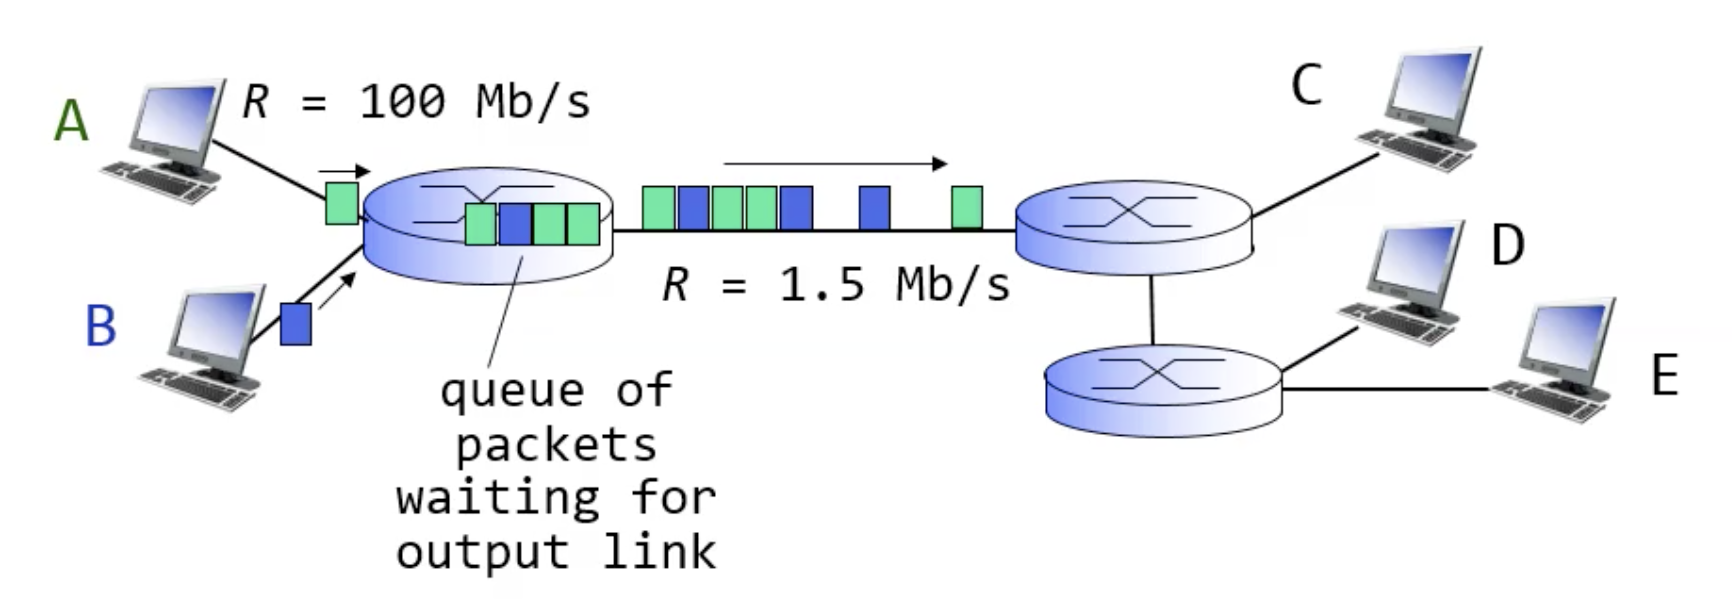 A
R = 100 Mb/s
C
B
R = 1.5 Mb/s
D
E
queue of
packets
waiting for
output link